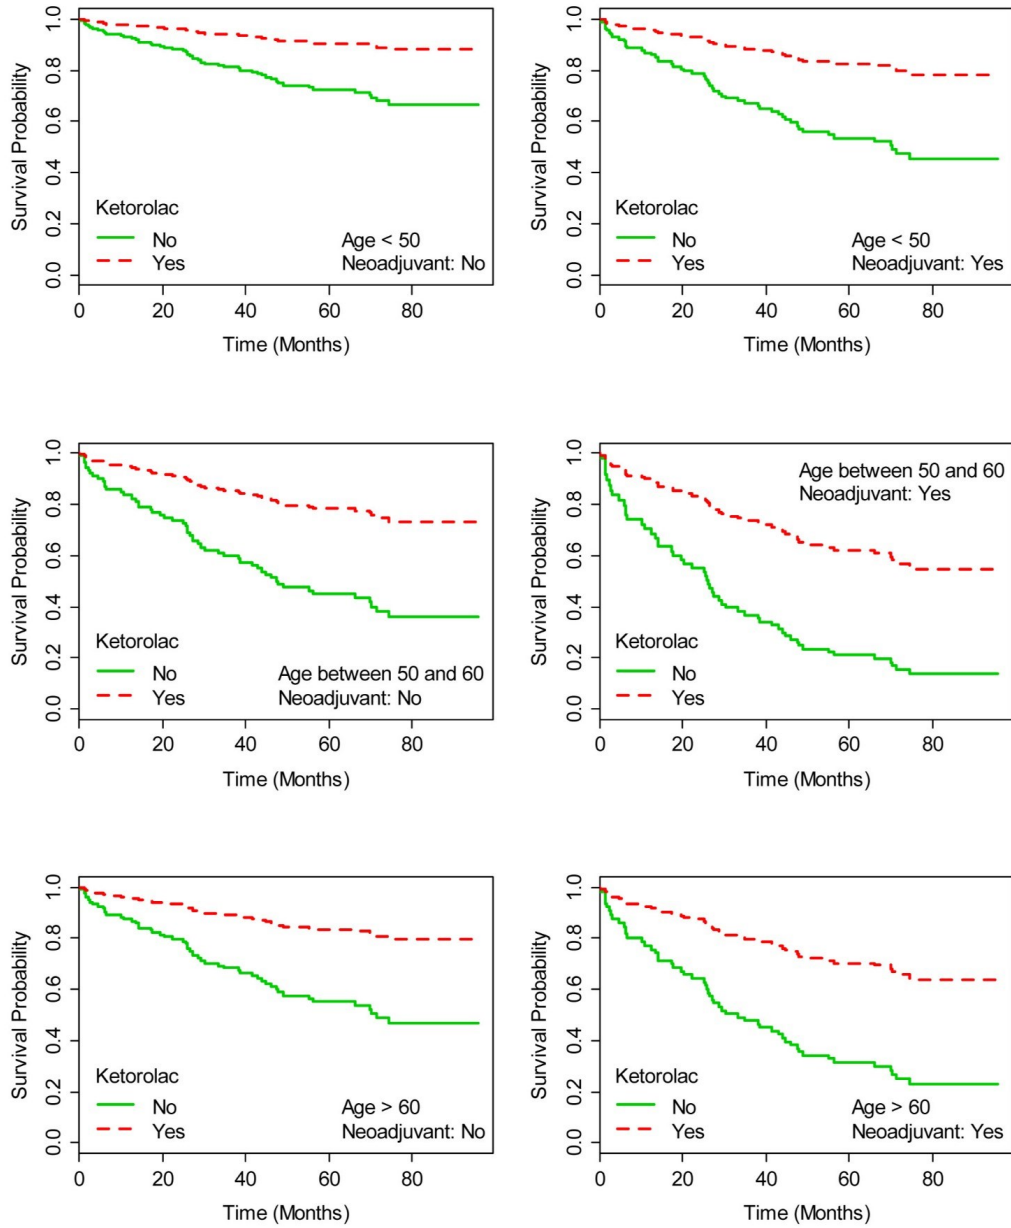 Survival Probability
1.0
0.8
0.6
0.4
0.2
0.0
Ketorolac
No
Yes
Age < 50
Neoadjuvant: No
0 20 40 60 80
Time (Months)
Survival Probability
1.0
0.8
0.6
0.4
0.2
0.0
Ketorolac
No
Yes
Age < 50
Neoadjuvant: Yes
0 20 40 60 80
Time (Months)
Survival Probability
1.0
0.8
0.6
0.4
0.2
0.0
Ketorolac
No
Yes
Age between 50 and 60
Neoadjuvant: No
0 20 40 60 80
Time (Months)
Survival Probability
1.0
0.8
0.6
0.4
0.2
0.0
Age between 50 and 60
Neoadjuvant: Yes
Ketorolac
No
Yes
0 20 40 60 80
Time (Months)
Survival Probability
1.0
0.8
0.6
0.4
0.2
0.0
Ketorolac
No
Yes
Age > 60
Neoadjuvant: No
0 20 40 60 80
Time (Months)
Survival Probability
1.0
0.8
0.6
0.4
0.2
0.0
Ketorolac
No
Yes
Age > 60
Neoadjuvant: Yes
0 20 40 60 80
Time (Months)